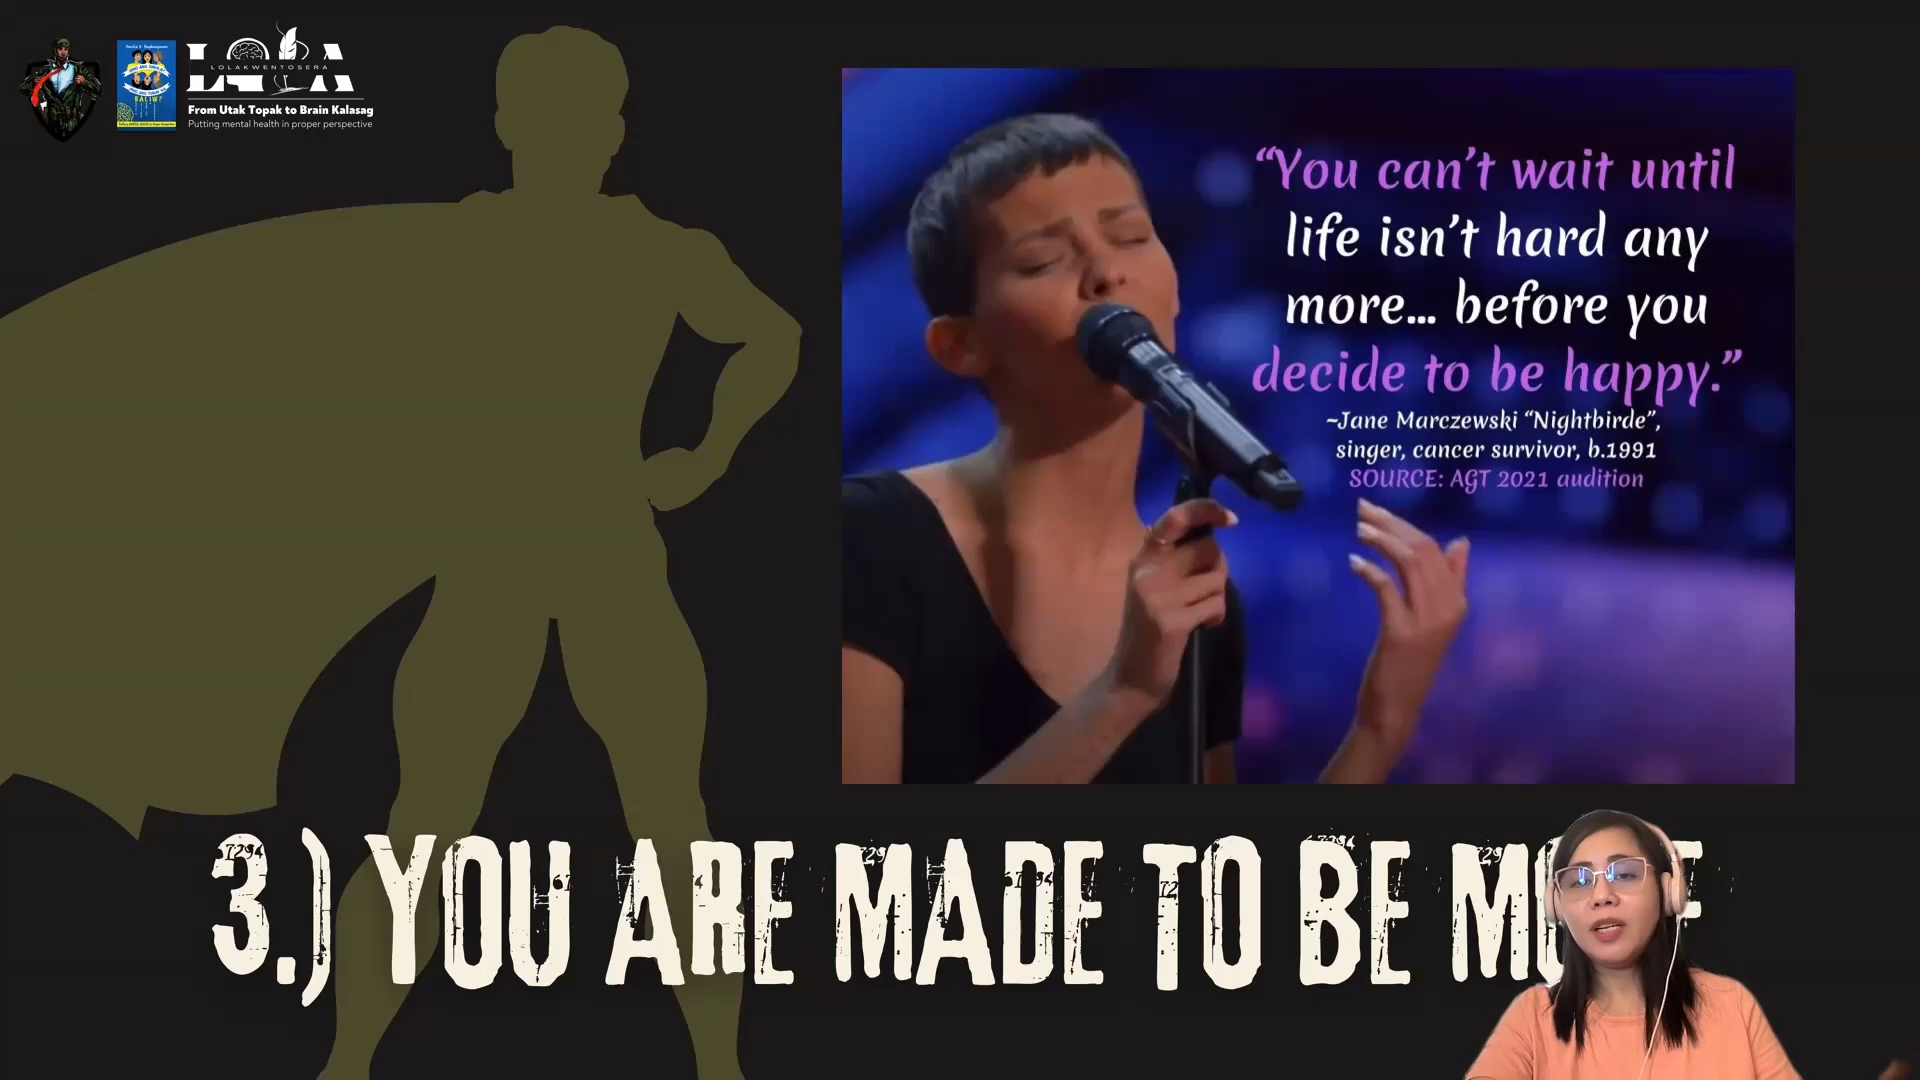 LOLA
LOLAKWENTOSERA
From Utak Topak to Brain Kalasag
Putting mental health in proper perspective
“You can’t wait until
life isn’t hard any
more... before you
decide to be happy.”
~Jane Marczewski “Nightbirde”,
singer, cancer survivor, b.1991
SOURCE: AGT 2021 audition
3.) YOU ARE MADE TO BE